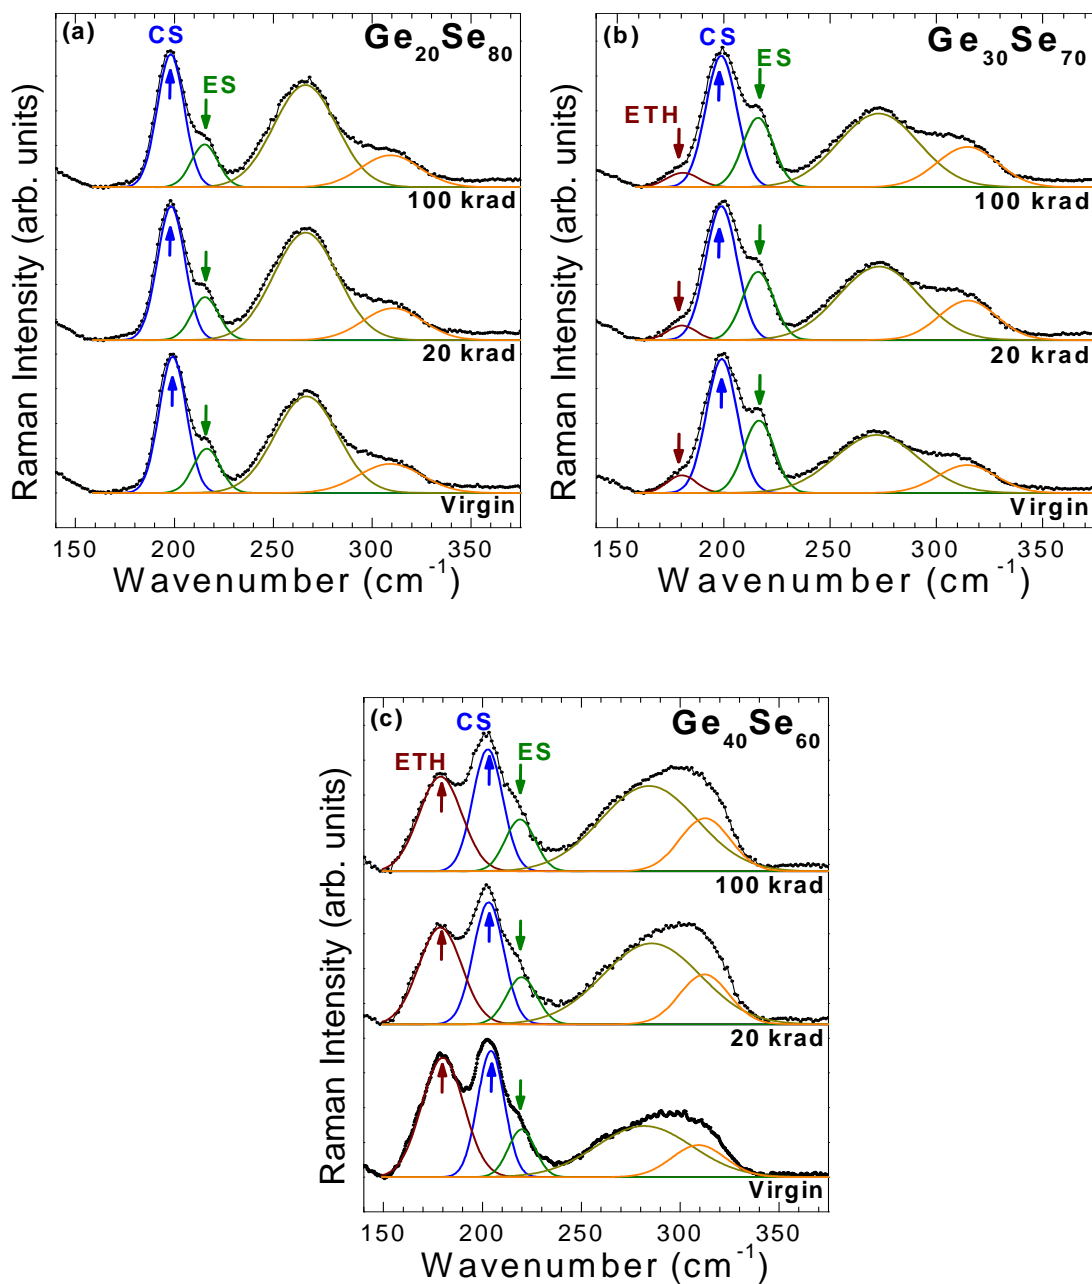 (a) CS Ge₂₀Se₈₀
ES
100 krad
20 krad
Virgin
Raman Intensity (arb. units)
150 200 250 300 350
Wavenumber (cm⁻¹)
(b) CS Ge₃₀Se₇₀
ES
ETH
100 krad
20 krad
Virgin
Raman Intensity (arb. units)
150 200 250 300 350
Wavenumber (cm⁻¹)
(c) CS Ge₄₀Se₆₀
ETH ES
100 krad
20 krad
Virgin
Raman Intensity (arb. units)
150 200 250 300 350
Wavenumber (cm⁻¹)